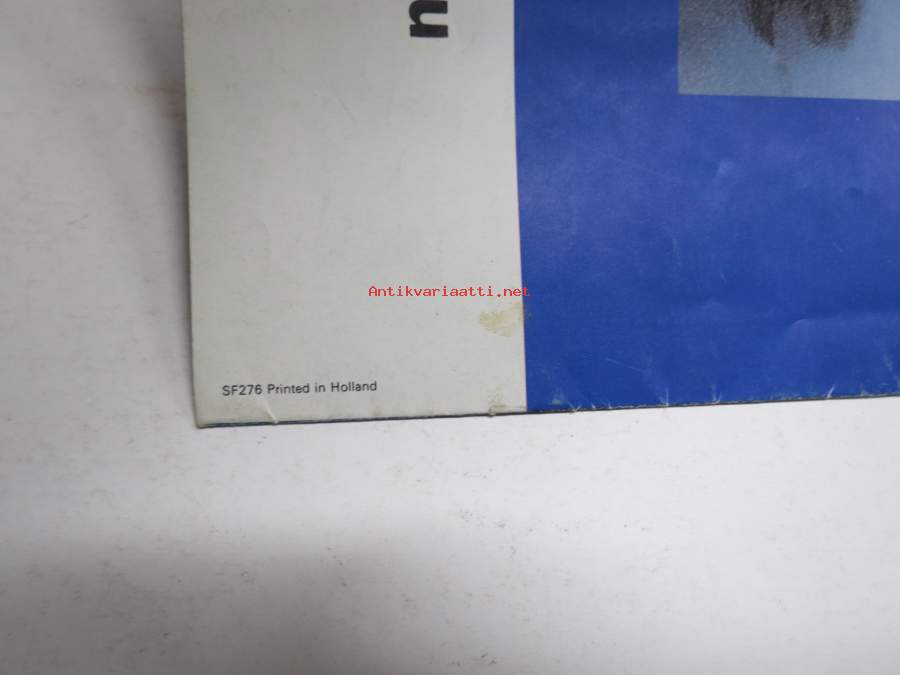 n
Antikvariaatti.net
SF276 Printed in Holland